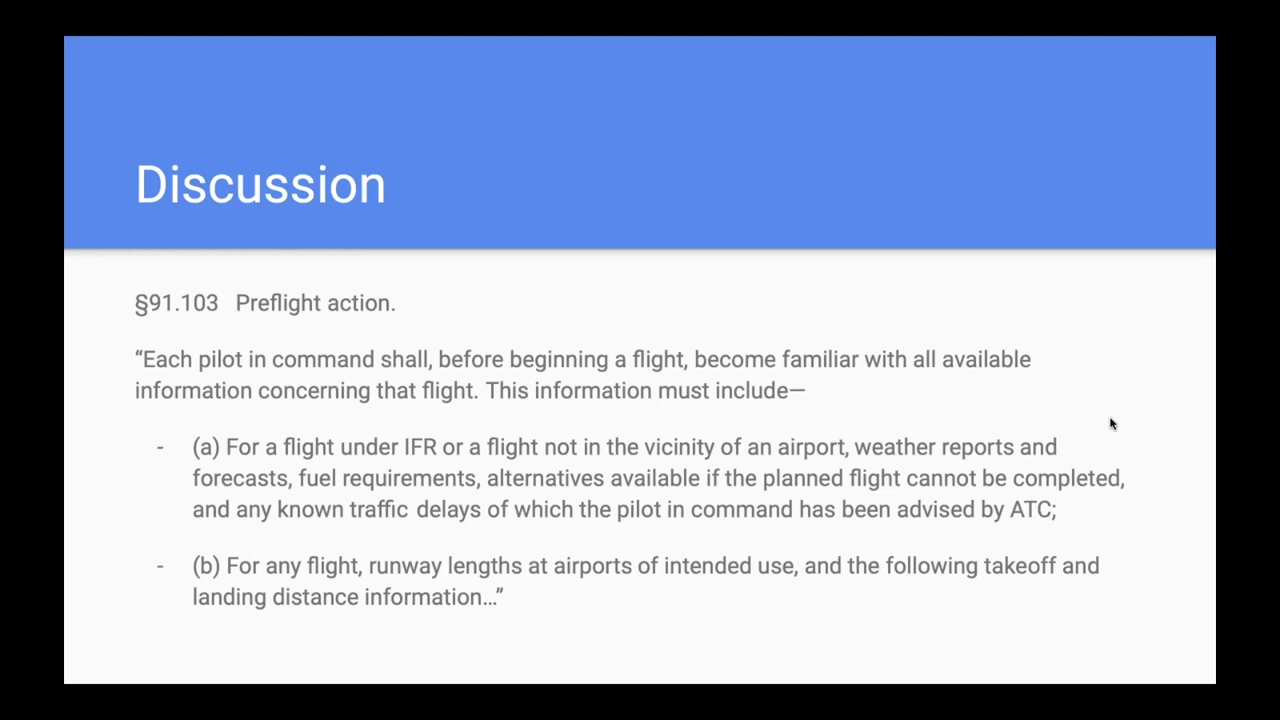 Discussion
§91.103 Preflight action.
“Each pilot in command shall, before beginning a flight, become familiar with all available
information concerning that flight. This information must include—
- (a) For a flight under IFR or a flight not in the vicinity of an airport, weather reports and
forecasts, fuel requirements, alternatives available if the planned flight cannot be completed,
and any known traffic delays of which the pilot in command has been advised by ATC;
- (b) For any flight, runway lengths at airports of intended use, and the following takeoff and
landing distance information…”